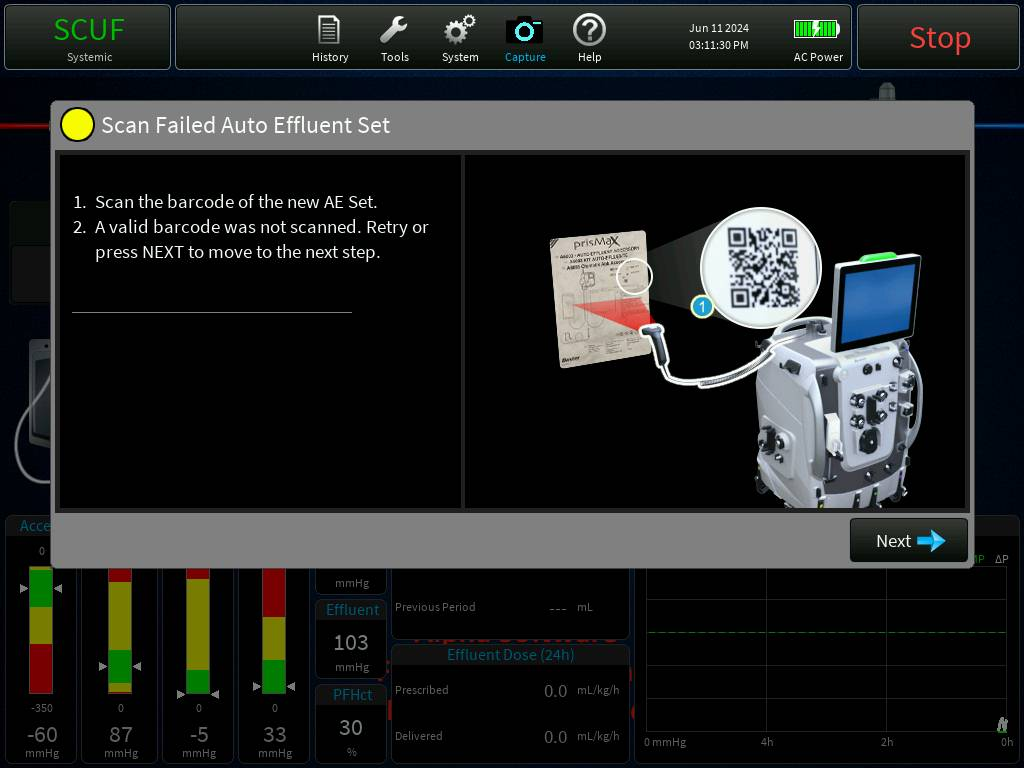 SCUF
Systemic
History
Tools
System
Capture
Help
Jun 11 2024
03:11:30 PM
AC Power
Stop
Scan Failed Auto Effluent Set
1. Scan the barcode of the new AE Set.
2. A valid barcode was not scanned. Retry or
press NEXT to move to the next step.
prisMax
1
Baxter
Next
Acce
0
-350
-60
mmHg
0
87
mmHg
0
-5
mmHg
0
33
mmHg
mmHg
Effluent
103
mmHg
PFHct
30
%
Previous Period --- mL
Effluent Dose (24h)
Prescribed 0.0 mL/kg/h
Delivered 0.0 mL/kg/h
ΔP
0 mmHg
4h
2h
0h